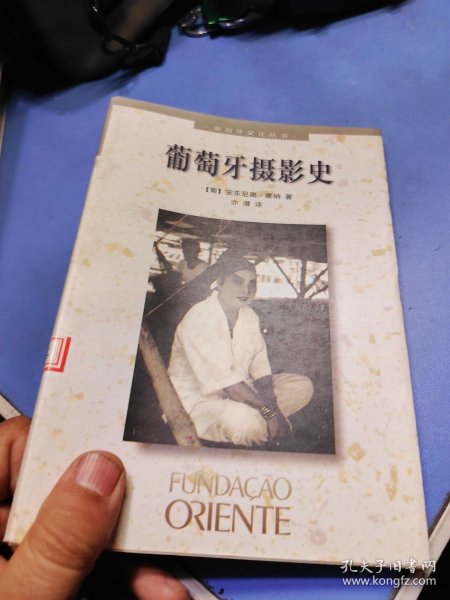 葡萄牙文化丛书
葡萄牙摄影史
【葡】安东尼奥·塞纳 著
亦潜 译
FUNDAÇÃO
ORIENTE
孔夫子旧书网
www.kongfz.com